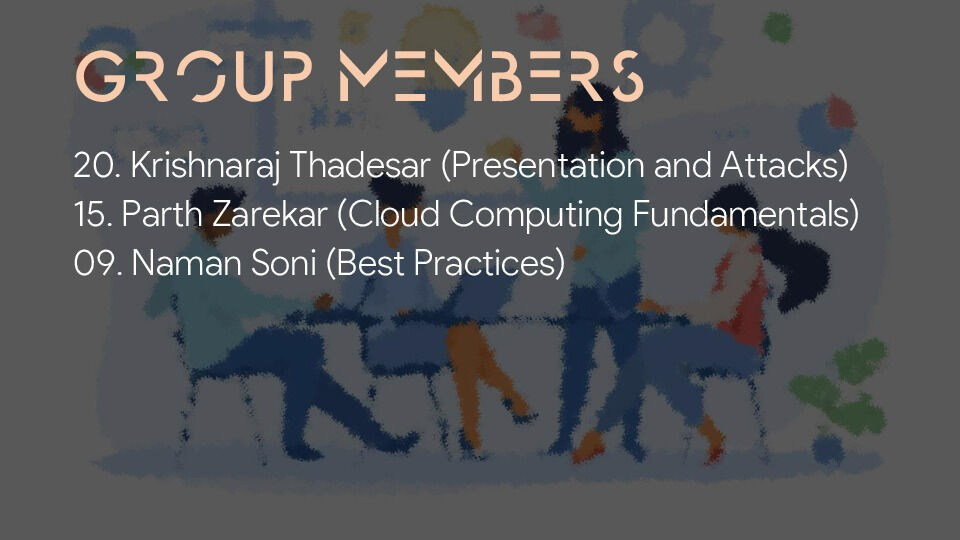 GROUP MEMBERS
20. Krishnaraj Thadesar (Presentation and Attacks)
15. Parth Zarekar (Cloud Computing Fundamentals)
09. Naman Soni (Best Practices)